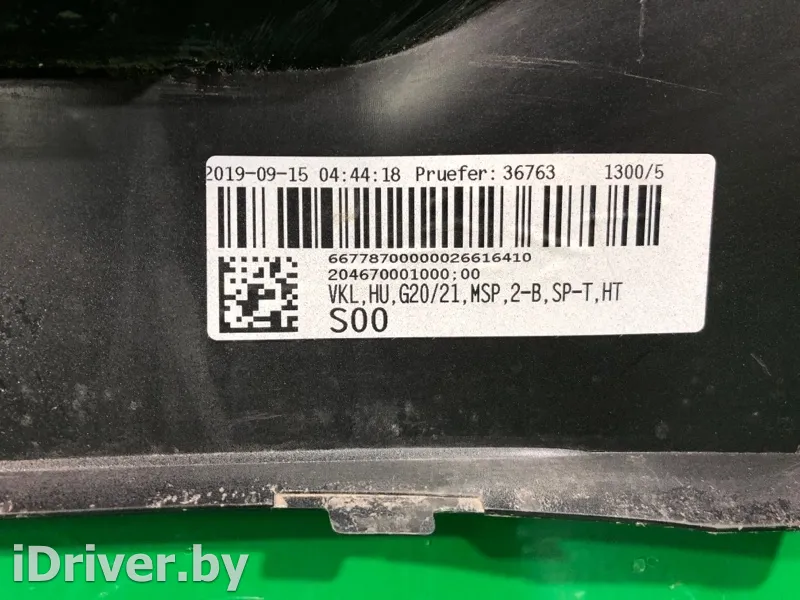 2019-09-15 04:44:18 Pruefer: 36763 1300/5
66778700000026616410
204670001000;00
VKL,HU,G20/21,MSP,2-B,SP-T,HT
S00
iDriver.by